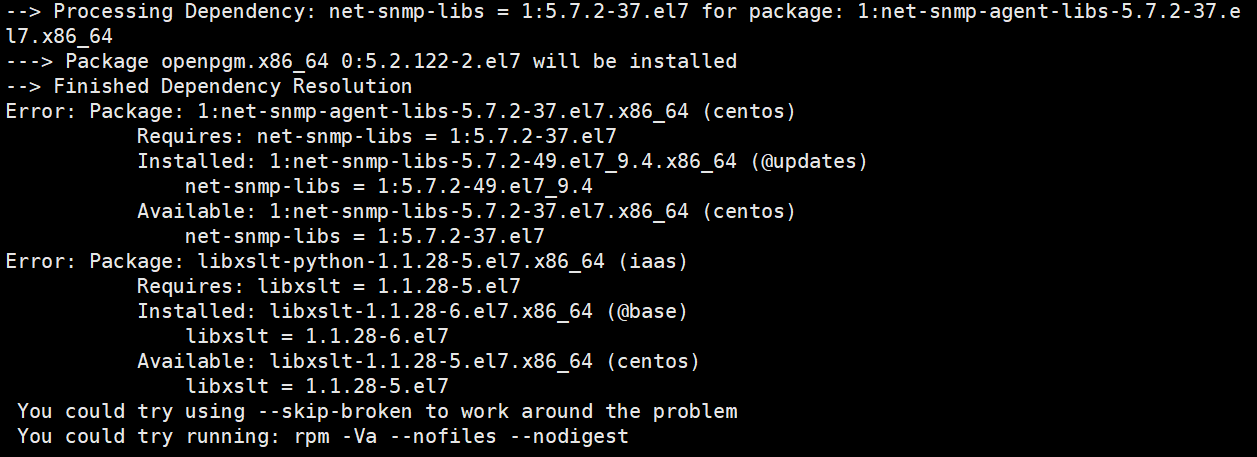 --> Processing Dependency: net-snmp-libs = 1:5.7.2-37.el7 for package: 1:net-snmp-agent-libs-5.7.2-37.e
l7.x86_64
---> Package openpgm.x86_64 0:5.2.122-2.el7 will be installed
--> Finished Dependency Resolution
Error: Package: 1:net-snmp-agent-libs-5.7.2-37.el7.x86_64 (centos)
           Requires: net-snmp-libs = 1:5.7.2-37.el7
           Installed: 1:net-snmp-libs-5.7.2-49.el7_9.4.x86_64 (@updates)
               net-snmp-libs = 1:5.7.2-49.el7_9.4
           Available: 1:net-snmp-libs-5.7.2-37.el7.x86_64 (centos)
               net-snmp-libs = 1:5.7.2-37.el7
Error: Package: libxslt-python-1.1.28-5.el7.x86_64 (iaas)
           Requires: libxslt = 1.1.28-5.el7
           Installed: libxslt-1.1.28-6.el7.x86_64 (@base)
               libxslt = 1.1.28-6.el7
           Available: libxslt-1.1.28-5.el7.x86_64 (centos)
               libxslt = 1.1.28-5.el7
 You could try using --skip-broken to work around the problem
 You could try running: rpm -Va --nofiles --nodigest